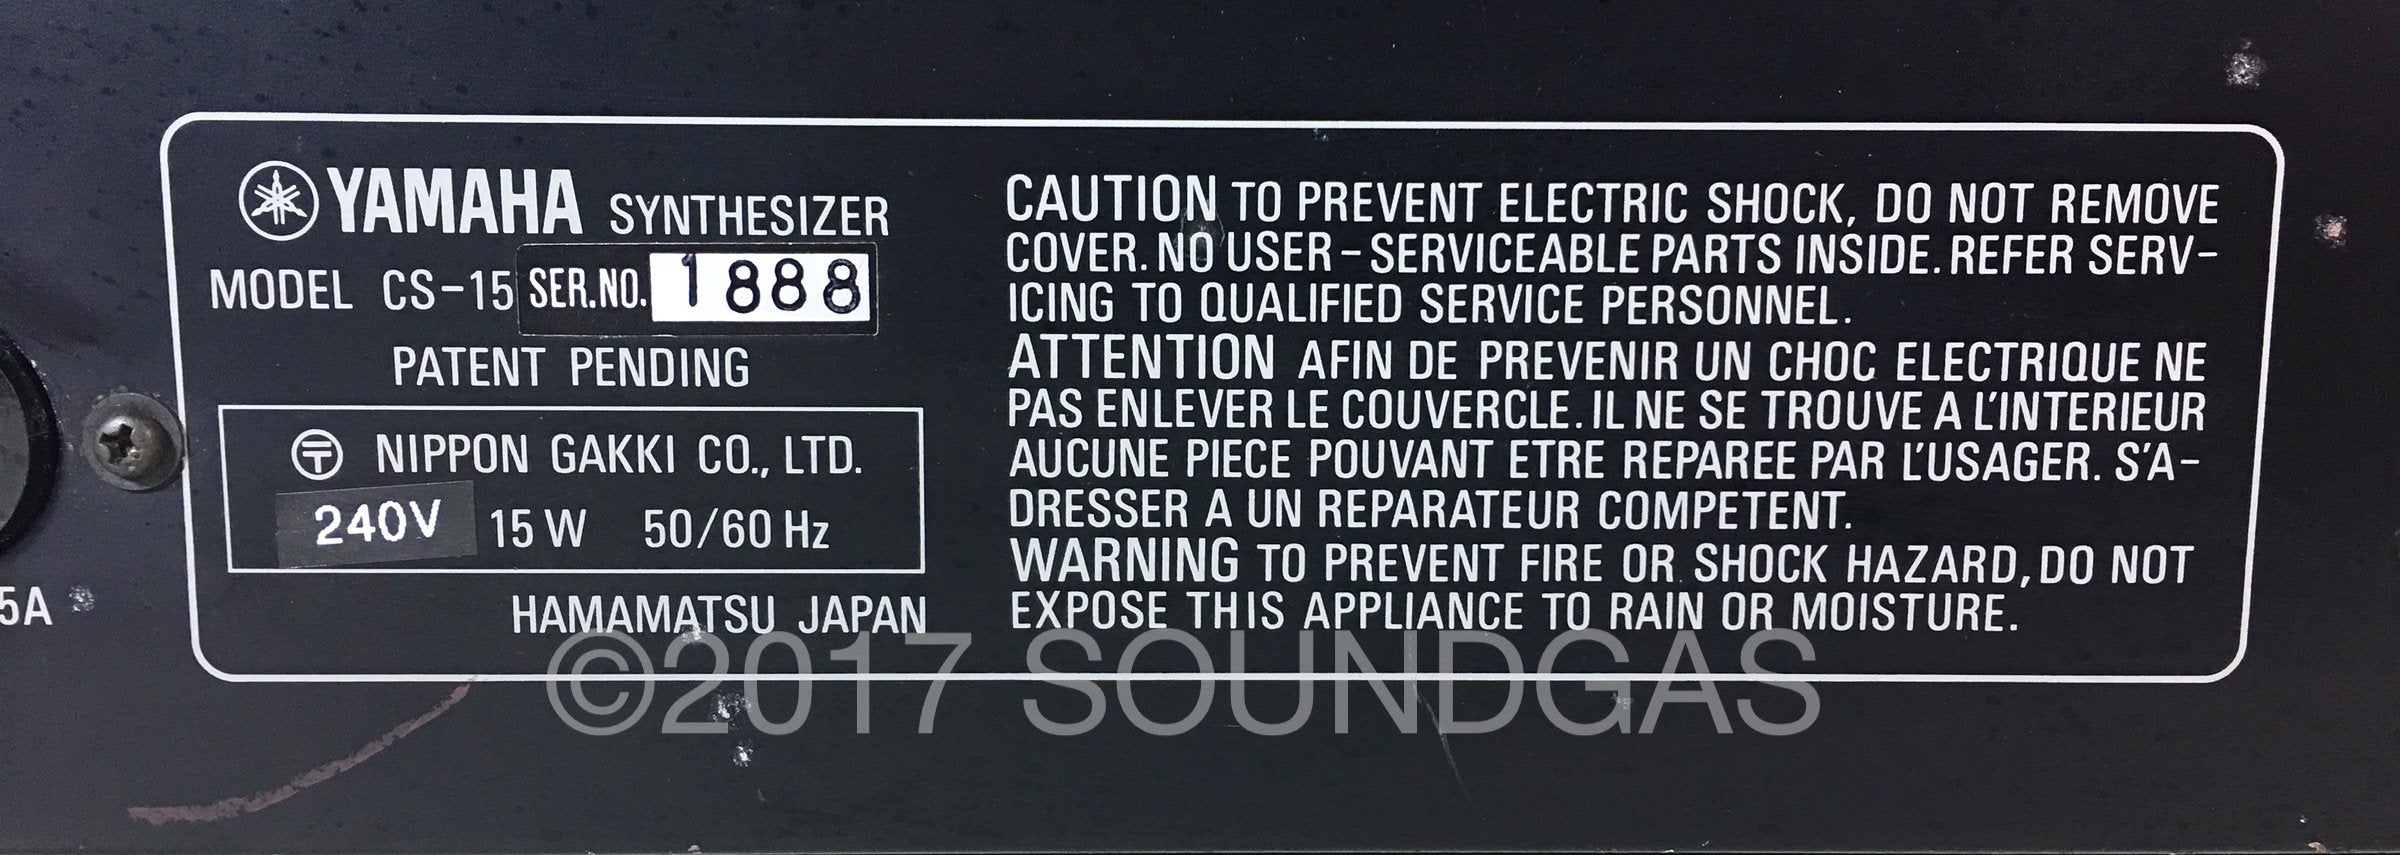 YAMAHA SYNTHESIZER
MODEL CS-15 SER.NO. 1888
PATENT PENDING
NIPPON GAKKI CO., LTD.
240V 15 W 50/60 Hz
HAMAMATSU JAPAN
CAUTION TO PREVENT ELECTRIC SHOCK, DO NOT REMOVE
COVER. NO USER-SERVICEABLE PARTS INSIDE. REFER SERV-
ICING TO QUALIFIED SERVICE PERSONNEL.
ATTENTION AFIN DE PREVENIR UN CHOC ELECTRIQUE NE
PAS ENLEVER LE COUVERCLE. IL NE SE TROUVE A L'INTERIEUR
AUCUNE PIECE POUVANT ETRE REPAREE PAR L'USAGER. S'A-
DRESSER A UN REPARATEUR COMPETENT.
WARNING TO PREVENT FIRE OR SHOCK HAZARD, DO NOT
EXPOSE THIS APPLIANCE TO RAIN OR MOISTURE.
5A
©2017 SOUNDGAS